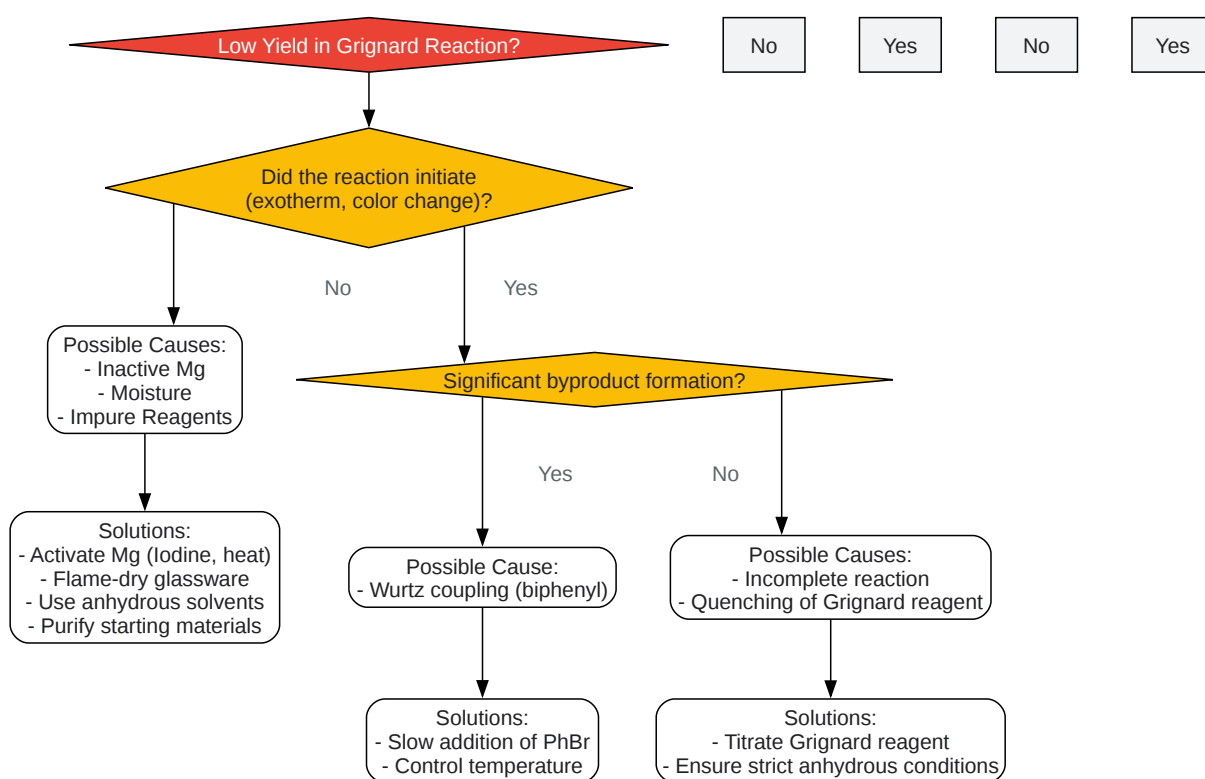 Low Yield in Grignard Reaction?
No
Yes
No
Yes
Did the reaction initiate
(exotherm, color change)?
No
Yes
Possible Causes:
- Inactive Mg
- Moisture
- Impure Reagents
Significant byproduct formation?
Yes
No
Solutions:
- Activate Mg (Iodine, heat)
- Flame-dry glassware
- Use anhydrous solvents
- Purify starting materials
Possible Cause:
- Wurtz coupling (biphenyl)
Possible Causes:
- Incomplete reaction
- Quenching of Grignard reagent
Solutions:
- Slow addition of PhBr
- Control temperature
Solutions:
- Titrate Grignard reagent
- Ensure strict anhydrous conditions